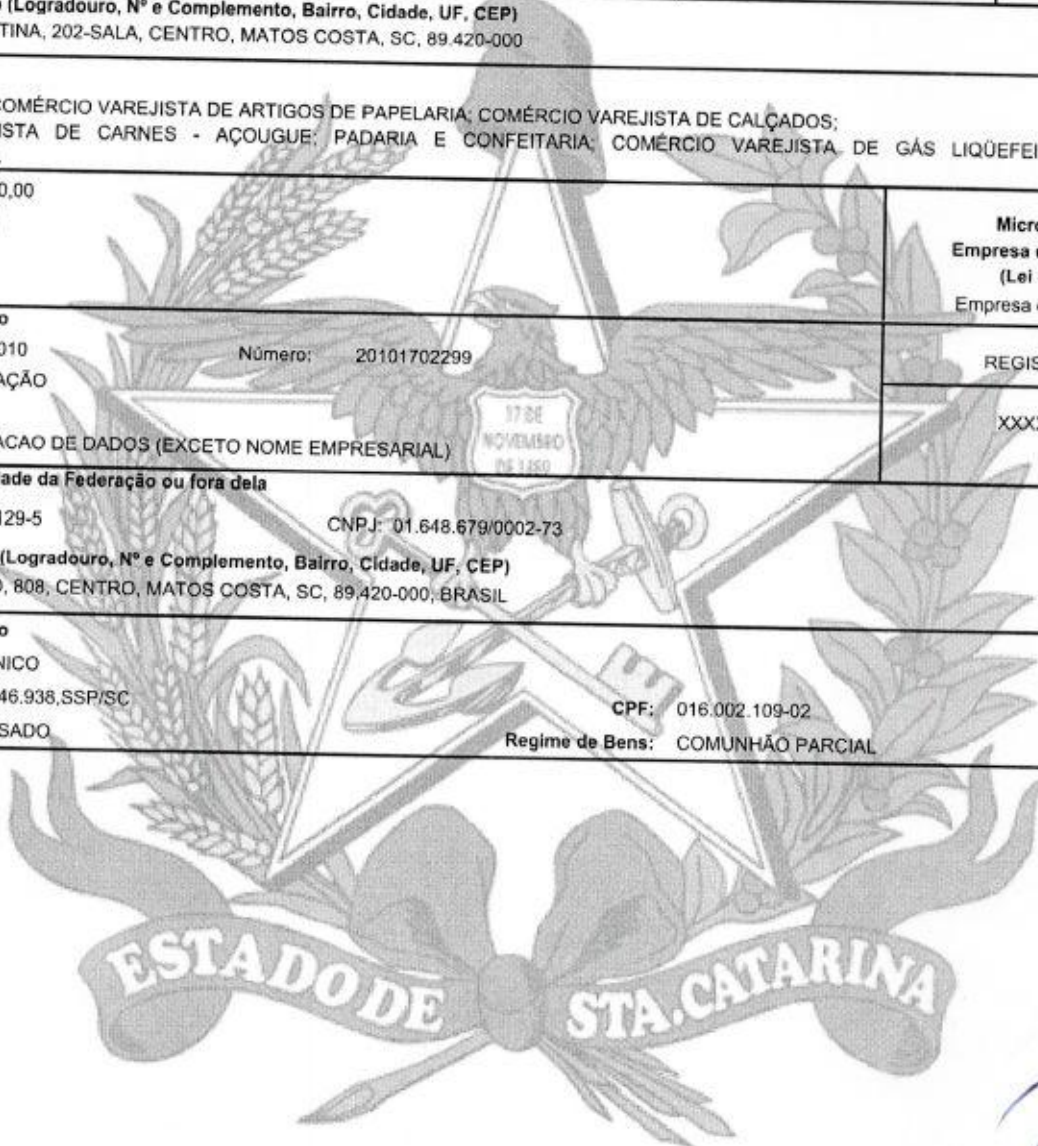 (Logradouro, Nº e Complemento, Bairro, Cidade, UF, CEP)
TINA, 202-SALA, CENTRO, MATOS COSTA, SC, 89.420-000
COMÉRCIO VAREJISTA DE ARTIGOS DE PAPELARIA; COMÉRCIO VAREJISTA DE CALÇADOS;
ISTA DE CARNES - AÇOUGUE; PADARIA E CONFEITARIA; COMÉRCIO VAREJISTA DE GÁS LIQÜEFEI
0,00
Micro
Empresa
(Lei
Empresa
o
010
Número: 20101702299
REGIS
AÇÃO
XXX
17 DE
NOVEMBRO
DE 1889
ACAO DE DADOS (EXCETO NOME EMPRESARIAL)
ade da Federação ou fora dela
129-5
CNPJ: 01.648.679/0002-73
(Logradouro, Nº e Complemento, Bairro, Cidade, UF, CEP)
O, 808, CENTRO, MATOS COSTA, SC, 89.420-000, BRASIL
o
NICO
46.938,SSP/SC
CPF: 016.002.109-02
SADO
Regime de Bens: COMUNHÃO PARCIAL
ESTADO DE STA.CATARINA